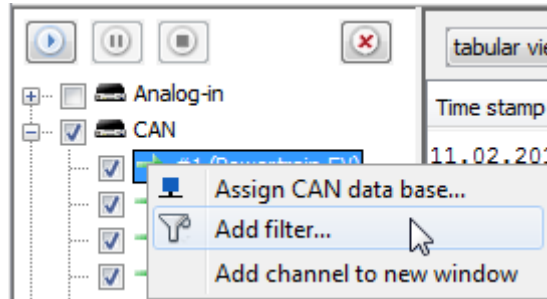 tabular vie
Analog-in
Time stamp
CAN
#1 (Powertrain-EV)
11.02.201
Assign CAN data base...
Add filter...
Add channel to new window